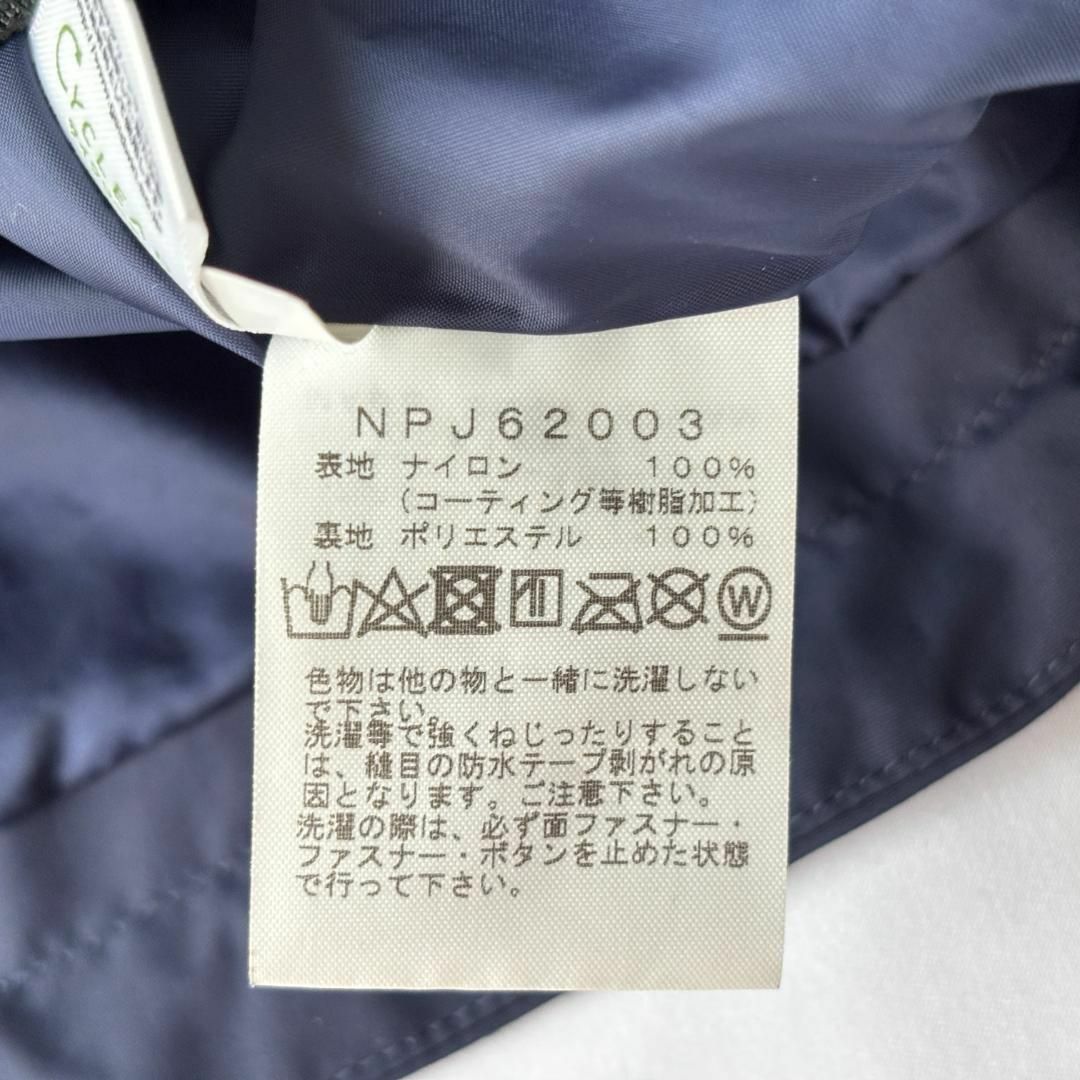 CYCLE
NPJ62003
表地 ナイロン 100%
(コーティング等樹脂加工)
裏地 ポリエステル 100%
W
色物は他の物と一緒に洗濯しない
で下さい。
洗濯等で強くねじったりすること
は、縫目の防水テープ剥がれの原
因となります。ご注意下さい。
洗濯の際は、必ず面ファスナー・
ファスナー・ボタンを止めた状態
で行って下さい。